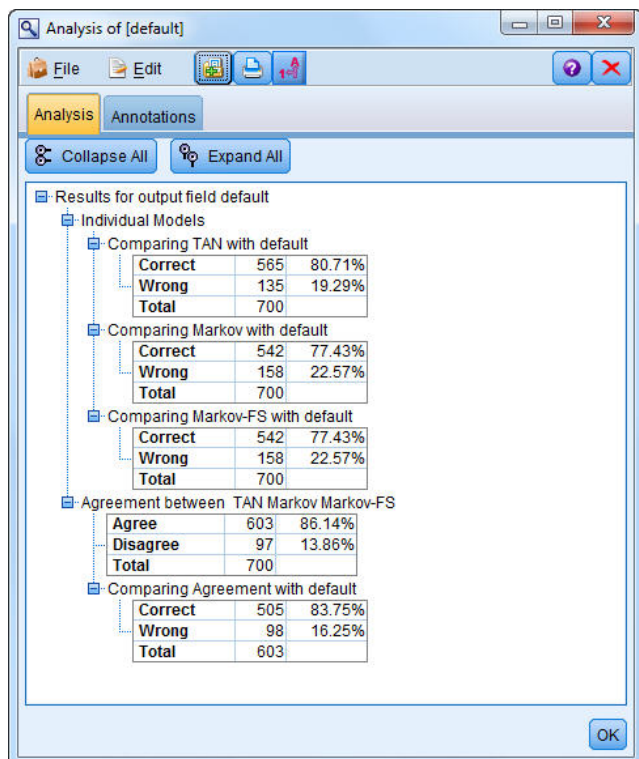 Analysis of [default]
File Edit
Analysis Annotations
Collapse All Expand All
Results for output field default
Individual Models
Comparing TAN with default
Correct 565 80.71%
Wrong 135 19.29%
Total 700
Comparing Markov with default
Correct 542 77.43%
Wrong 158 22.57%
Total 700
Comparing Markov-FS with default
Correct 542 77.43%
Wrong 158 22.57%
Total 700
Agreement between TAN Markov Markov-FS
Agree 603 86.14%
Disagree 97 13.86%
Total 700
Comparing Agreement with default
Correct 505 83.75%
Wrong 98 16.25%
Total 603
OK